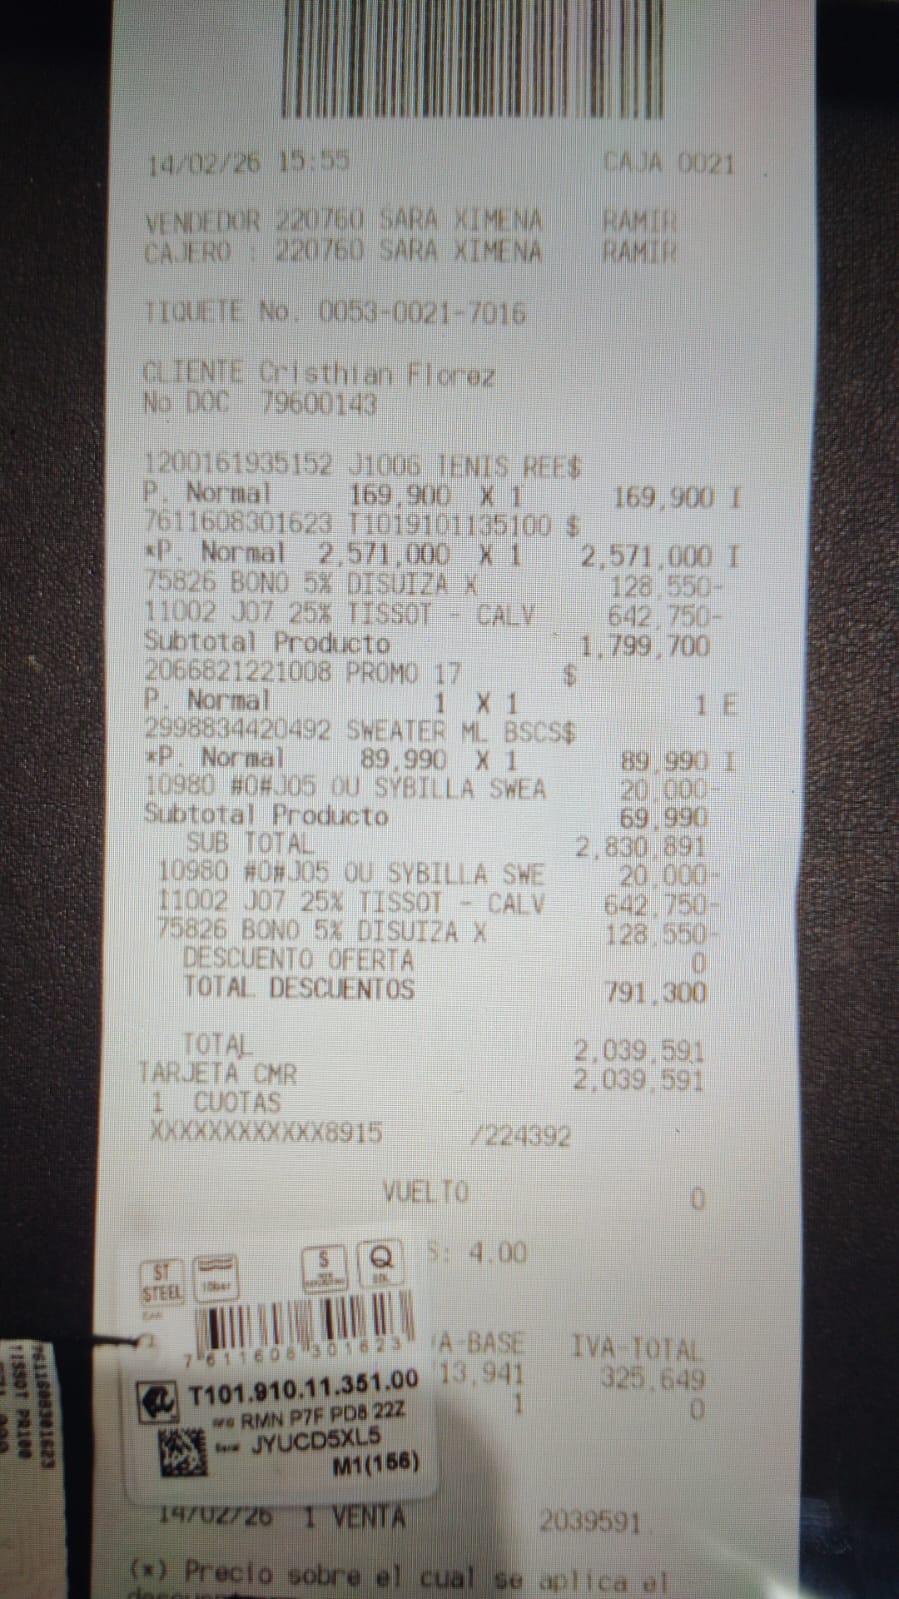 14/02/26 15:55 CAJA 0021
VENDEDOR 220760 SARA XIMENA RAMIR
CAJERO : 220760 SARA XIMENA RAMIR
TIQUETE No. 0053-0021-7016
CLIENTE Cristhian Florez
No DOC 79600143
1200161935152 J1006 TENIS REE$
P. Normal 169,900 X 1 169,900 I
7611608301623 T1019101135100 $
*P. Normal 2,571,000 X 1 2,571,000 I
75826 BONO 5% DISUIZA X 128,550-
11002 J07 25% TISSOT - CALV 642,750-
Subtotal Producto 1,799,700
2066821221008 PROMO 17 $
P. Normal 1 X 1 1 E
2998834420492 SWEATER ML BSCS$
*P. Normal 89,990 X 1 89,990 I
10980 #0#J05 OU SYBILLA SWEA 20,000-
Subtotal Producto 69,990
SUB TOTAL 2,830,891
10980 #0#J05 OU SYBILLA SWE 20,000-
11002 J07 25% TISSOT - CALV 642,750-
75826 BONO 5% DISUIZA X 128,550-
DESCUENTO OFERTA 0
TOTAL DESCUENTOS 791,300
TOTAL 2,039,591
TARJETA CMR 2,039,591
1 CUOTAS
XXXXXXXXXXXX8915 /224392
VUELTO 0
S: 4.00
ST STEEL
10bar
S
Q
7 611608 301623
T101.910.11.351.00
RMN P7F PD8 22Z
JYUCD5XL5
M1(156)
A-BASE IVA-TOTAL
13,941 325,649
1 0
14/02/26 1 VENTA 2039591
(*) Precio sobre el cual se aplica el
7611608301623
TISSOT PR100